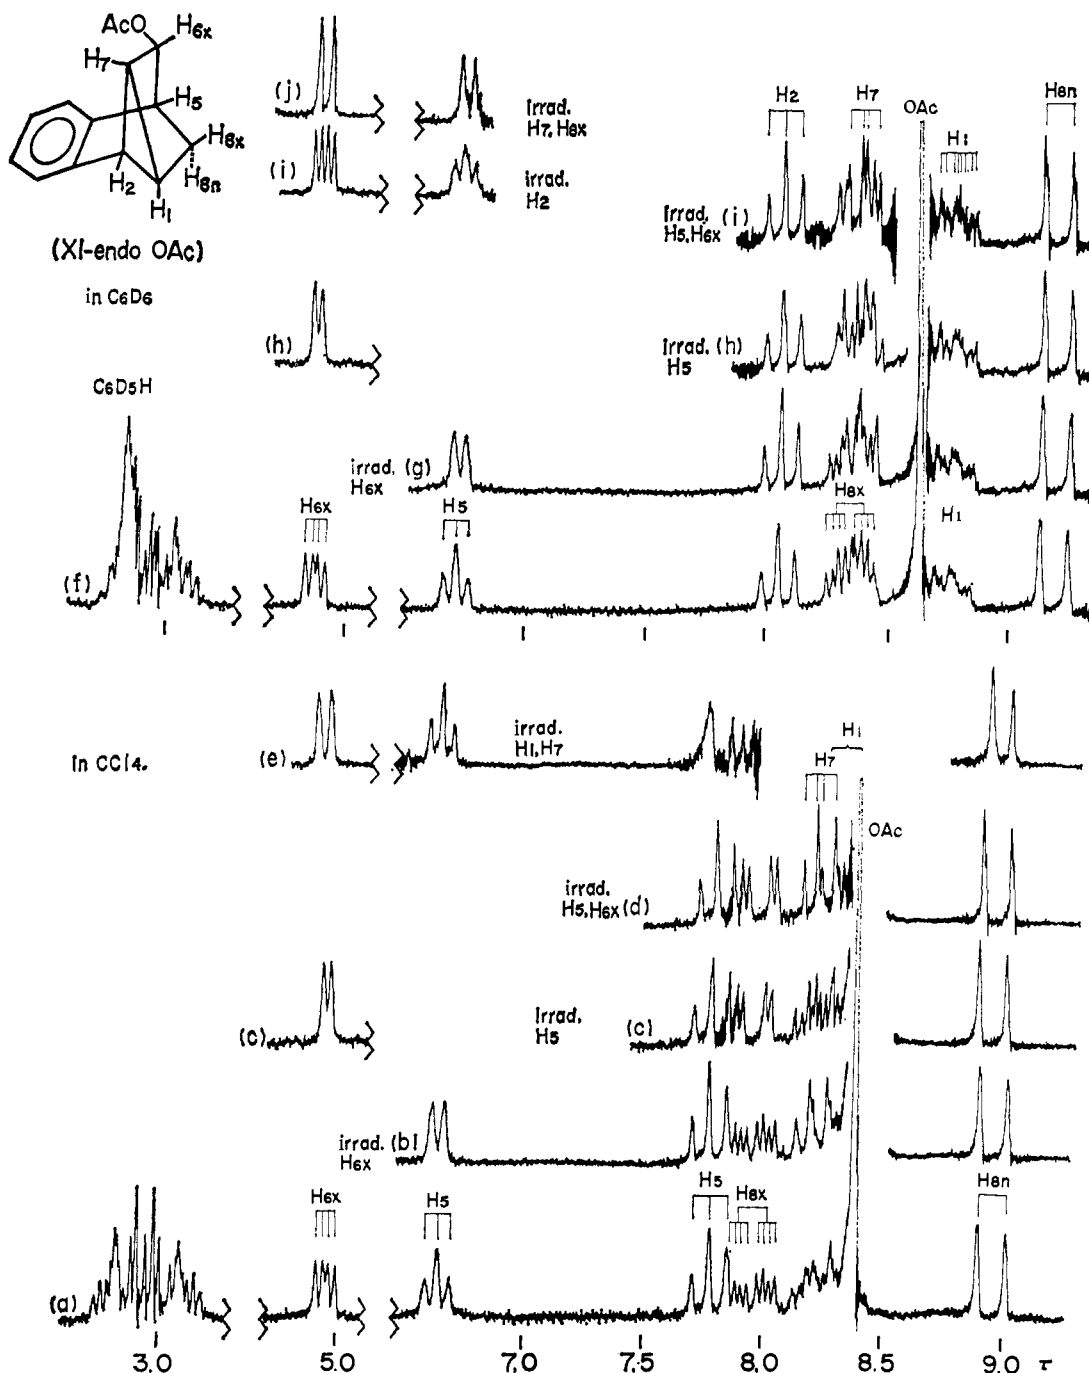 AcO H6x
H7
H5
H8x
H2 H8n
H1
(XI-endo OAc)
in C6D6
(j) irrad. H7, H8x
(i) irrad. H2
H2 H7 OAc H1 H8n
irrad. (i)
H5, H6x
(h) irrad. (h)
H5
C6D5H
irrad. (g)
H6x
H6x H5 H8x H1
(f)
in CCl4.
(e) irrad. H1, H7
H1
H7
OAc
irrad.
H5, H6x (d)
(c) irrad. (c)
H5
irrad. (b)
H6x
H6x H5 H5 H8x H8n
(a)
3.0 5.0 7.0 7.5 8.0 8.5 9.0 τ